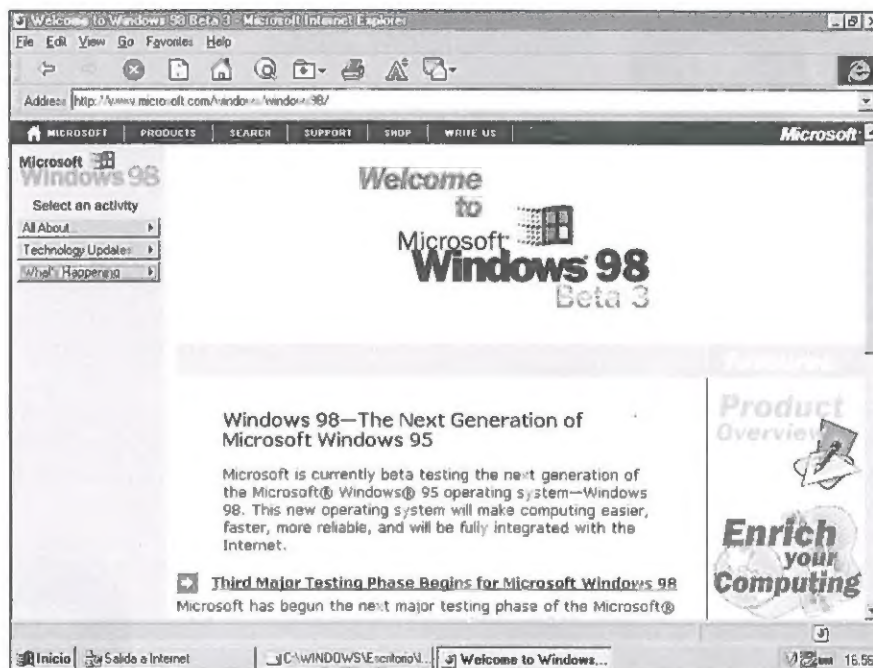 Welcome to Windows 98 Beta 3 - Microsoft Internet Explorer
File Edit View Go Favorites Help
Address http://www.microsoft.com/windows/windows98/
MICROSOFT PRODUCTS SEARCH SUPPORT SHOP WRITE US Microsoft
Microsoft
Windows 98
Select an activity
All About...
Technology Updates
What's Happening
Welcome
to
Microsoft
Windows 98
Beta 3
Windows 98—The Next Generation of
Microsoft Windows 95
Microsoft is currently beta testing the next generation of
the Microsoft® Windows® 95 operating system—Windows
98. This new operating system will make computing easier,
faster, more reliable, and will be fully integrated with the
Internet.
Third Major Testing Phase Begins for Microsoft Windows 98
Microsoft has begun the next major testing phase of the Microsoft®
Product
Overview
Enrich
your
Computing
Inicio Salida a Internet C:\WINDOWS\Escritorio\I... Welcome to Windows... 16:55